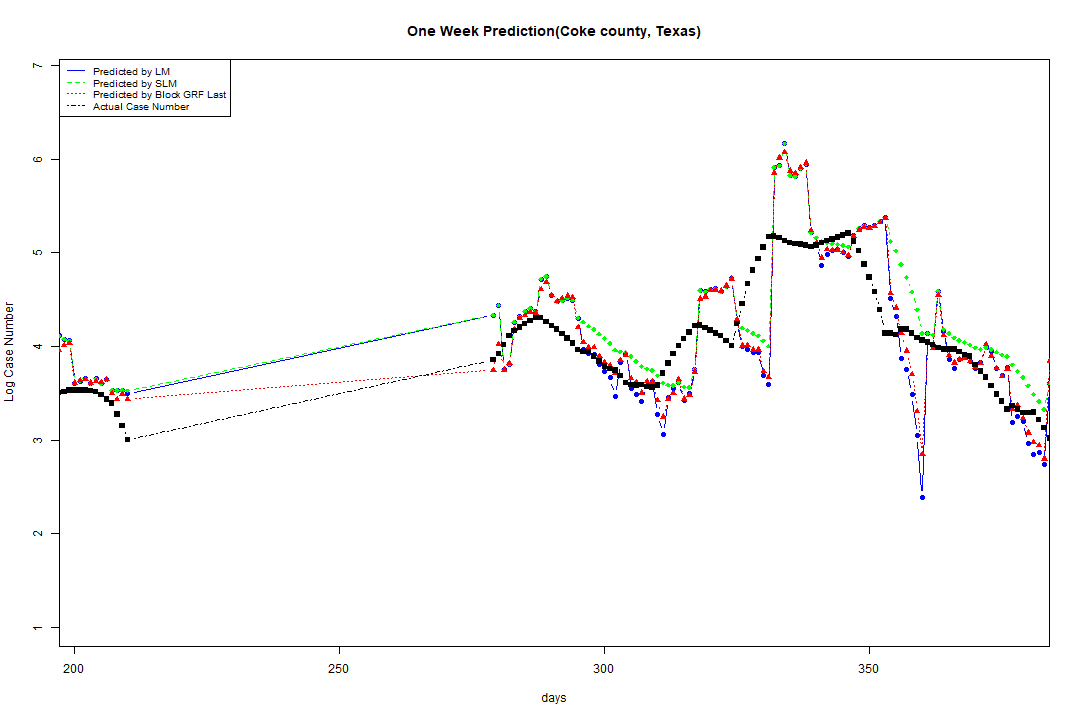 One Week Prediction(Coke county, Texas)
Predicted by LM
Predicted by SLM
Predicted by Block GRF Last
Actual Case Number
7
6
5
4
3
2
1
Log Case Number
200 250 300 350
days